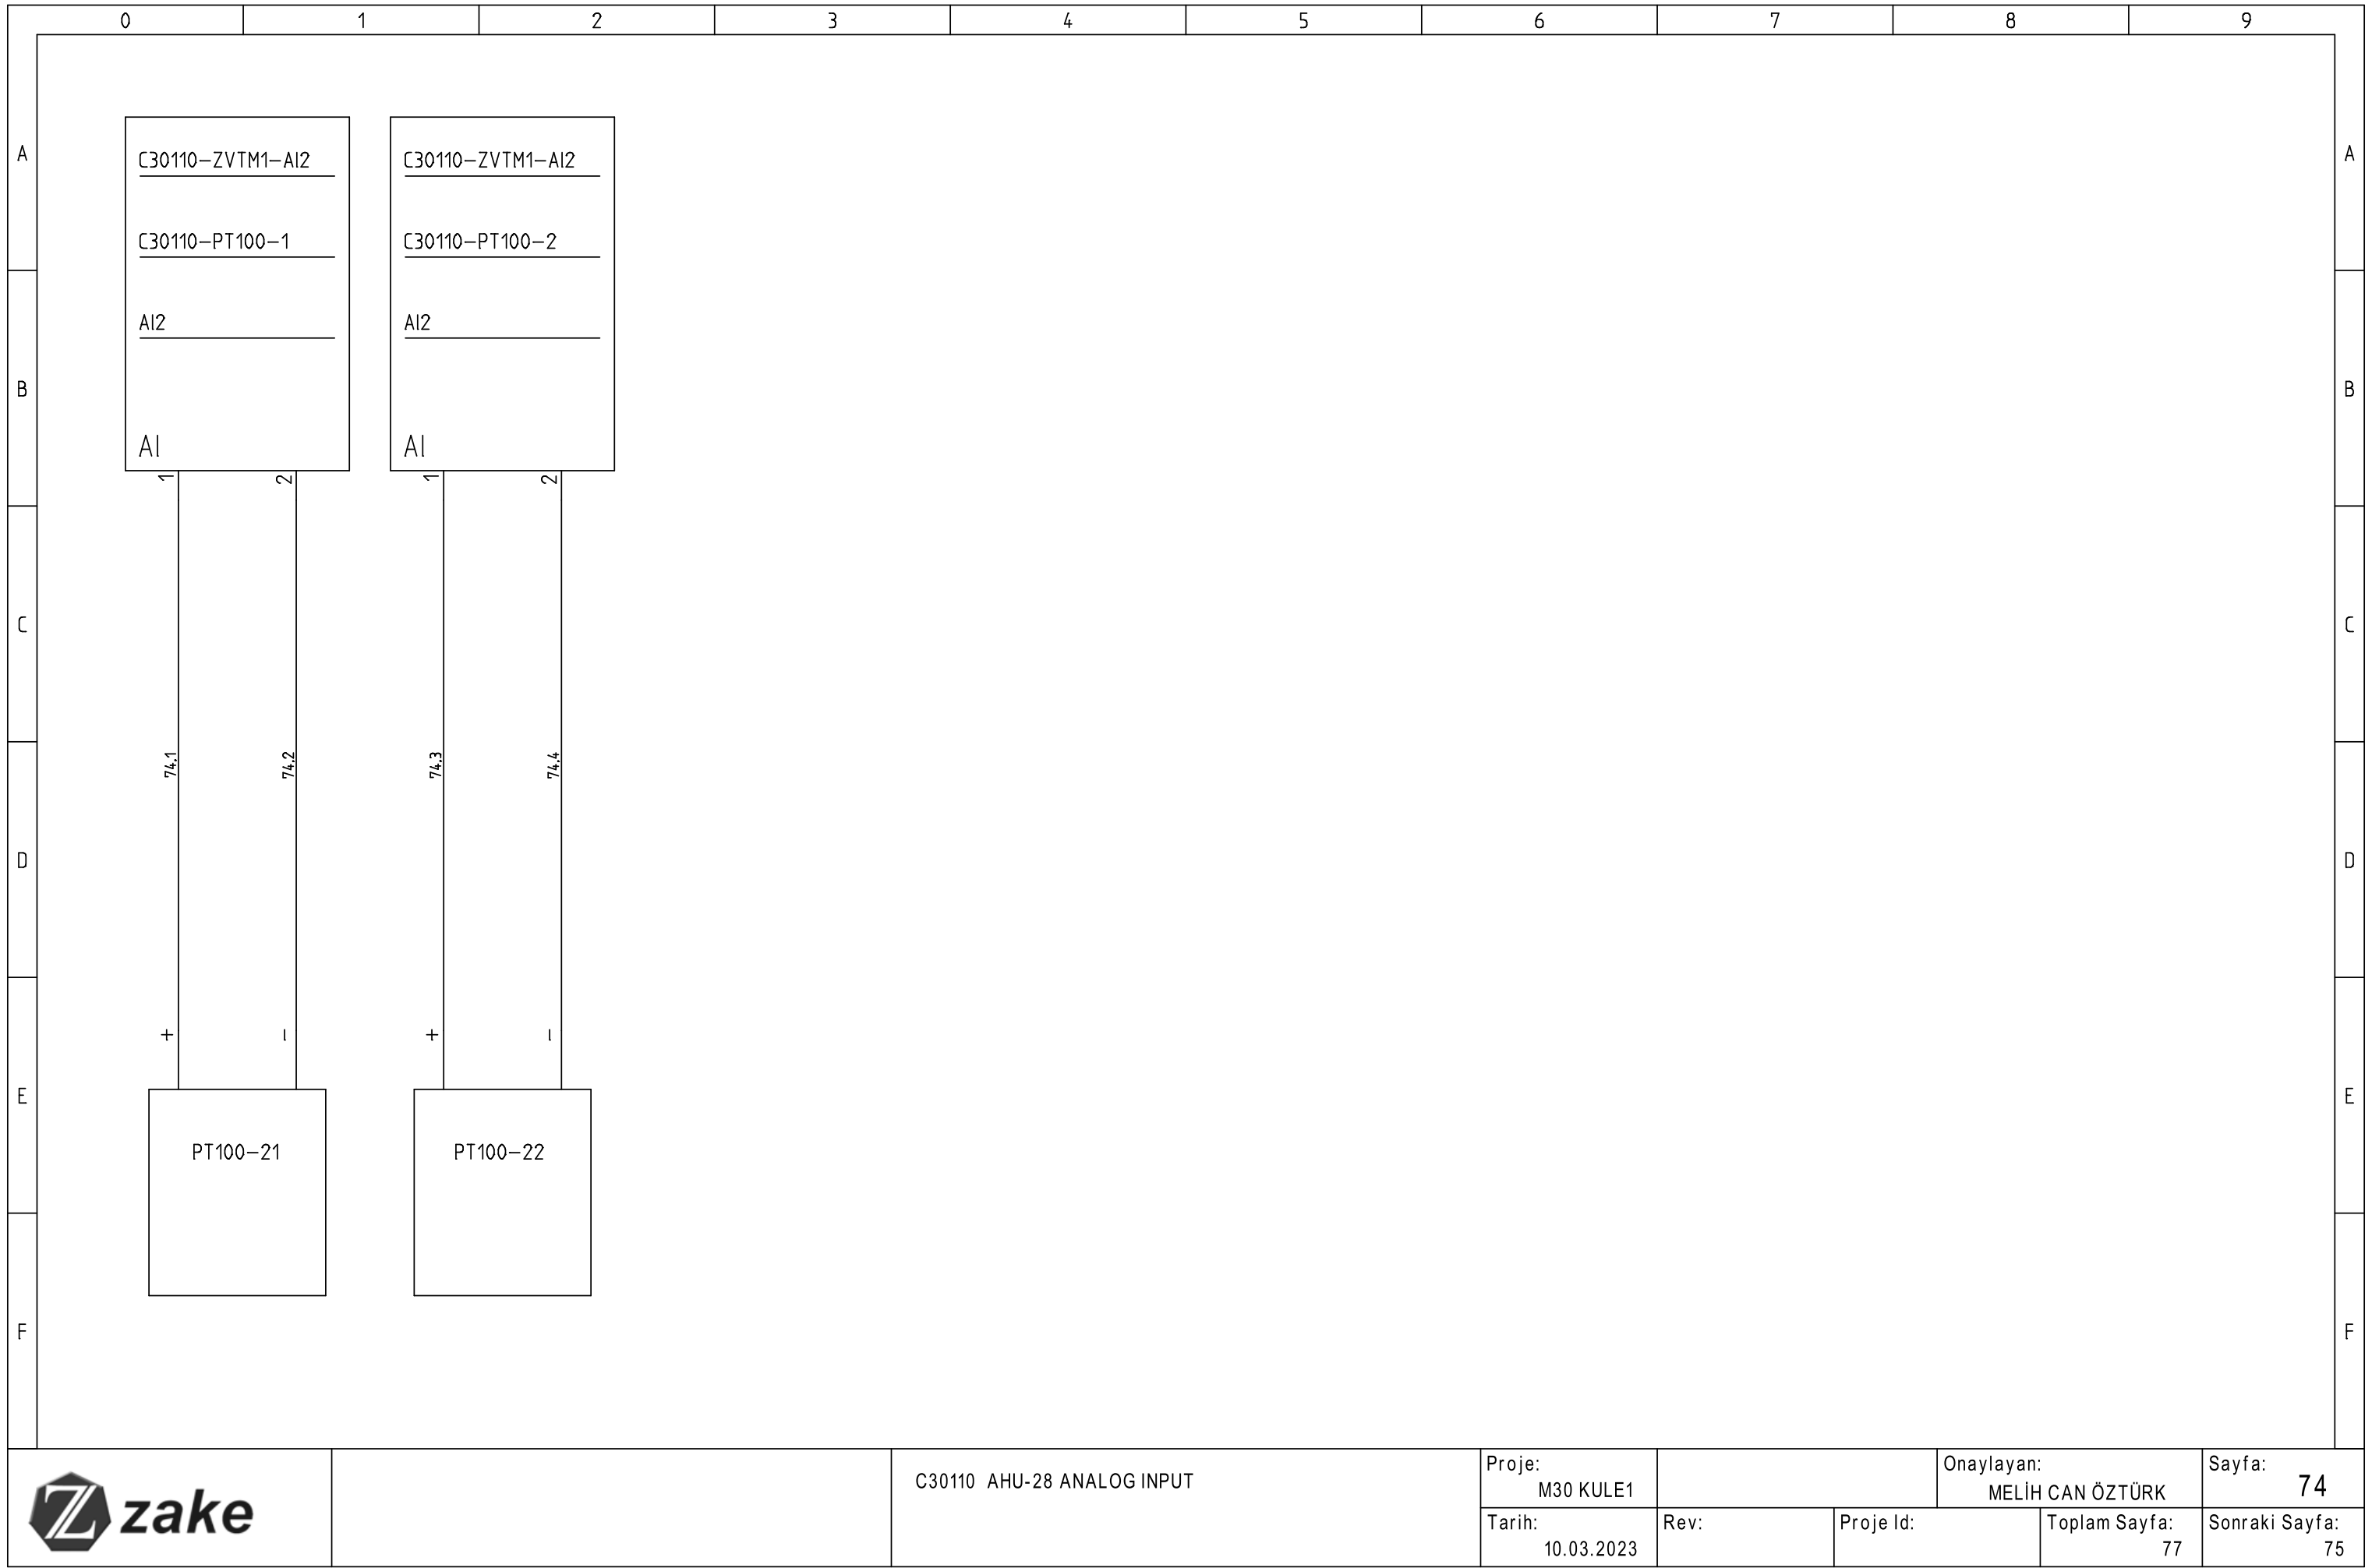 0 1 2 3 4 5 6 7 8 9
A A
C30110-ZVTM1-AI2 C30110-ZVTM1-AI2
C30110-PT100-1 C30110-PT100-2
AI2 AI2
B B
AI AI
1 2 1 2
C C
74.1 74.2 74.3 74.4
D D
+ - + -
E E
PT100-21 PT100-22
F F
zake
C30110 AHU-28 ANALOG INPUT
Proje:
M30 KULE1
Onaylayan:
MELİH CAN ÖZTÜRK
Sayfa:
74
Tarih:
10.03.2023
Rev:
Proje Id:
Toplam Sayfa:
77
Sonraki Sayfa:
75